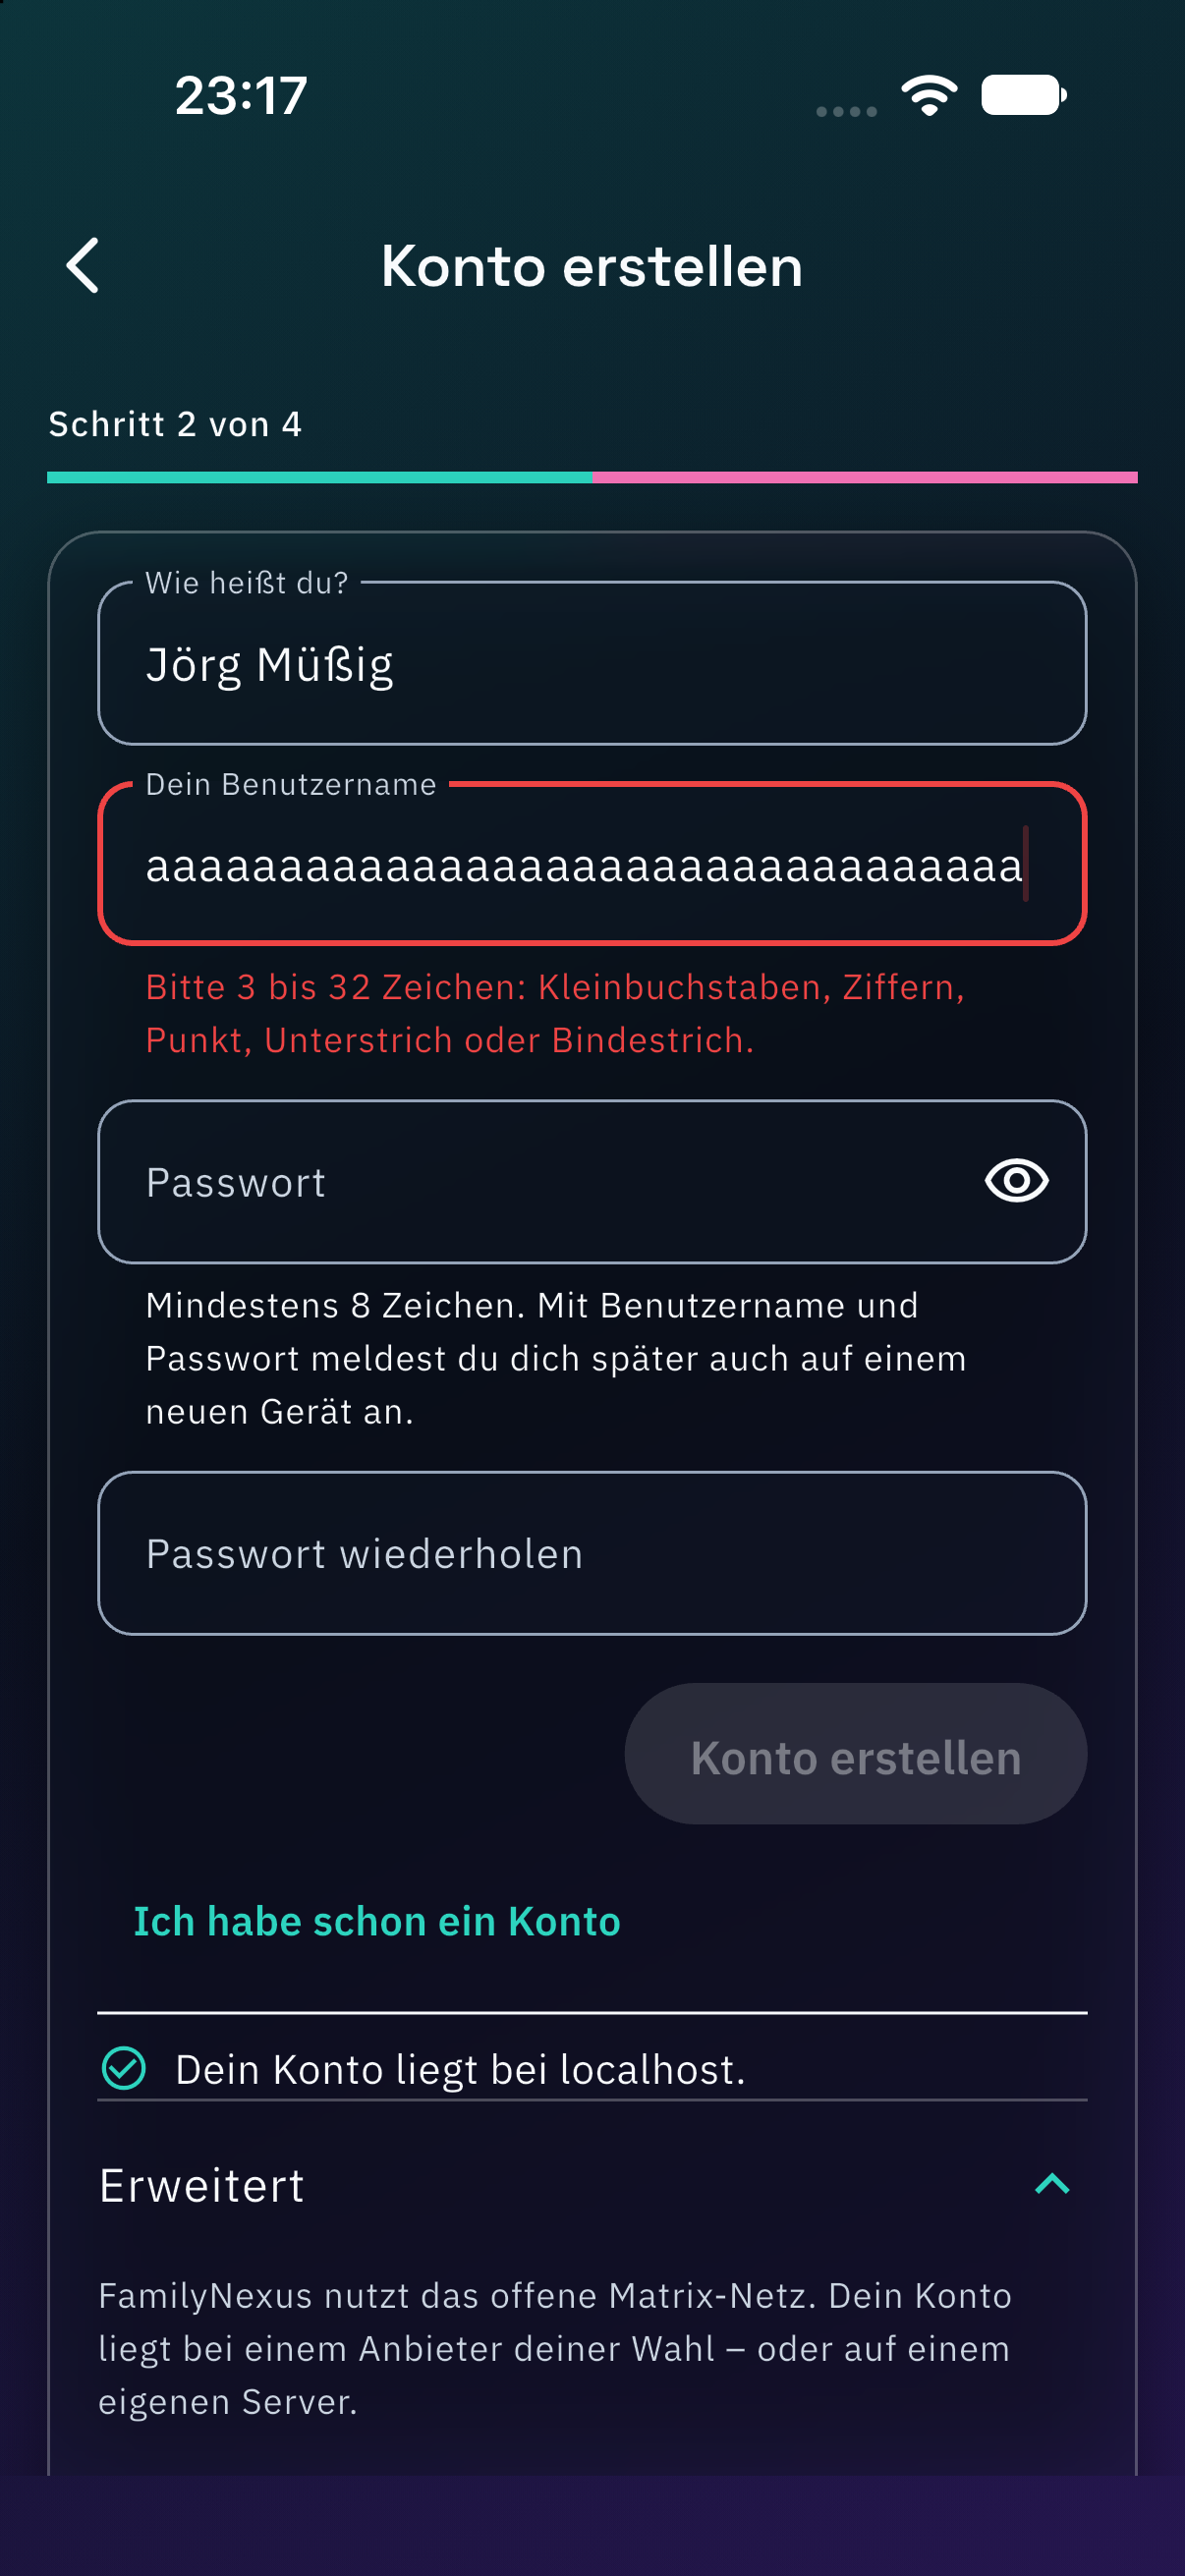 23:17
Konto erstellen
Schritt 2 von 4
Wie heißt du?
Jörg Müßig
Dein Benutzername
aaaaaaaaaaaaaaaaaaaaaaaaaaaaaaaaa
Bitte 3 bis 32 Zeichen: Kleinbuchstaben, Ziffern,
Punkt, Unterstrich oder Bindestrich.
Passwort
Mindestens 8 Zeichen. Mit Benutzername und
Passwort meldest du dich später auch auf einem
neuen Gerät an.
Passwort wiederholen
Konto erstellen
Ich habe schon ein Konto
Dein Konto liegt bei localhost.
Erweitert
FamilyNexus nutzt das offene Matrix-Netz. Dein Konto
liegt bei einem Anbieter deiner Wahl – oder auf einem
eigenen Server.